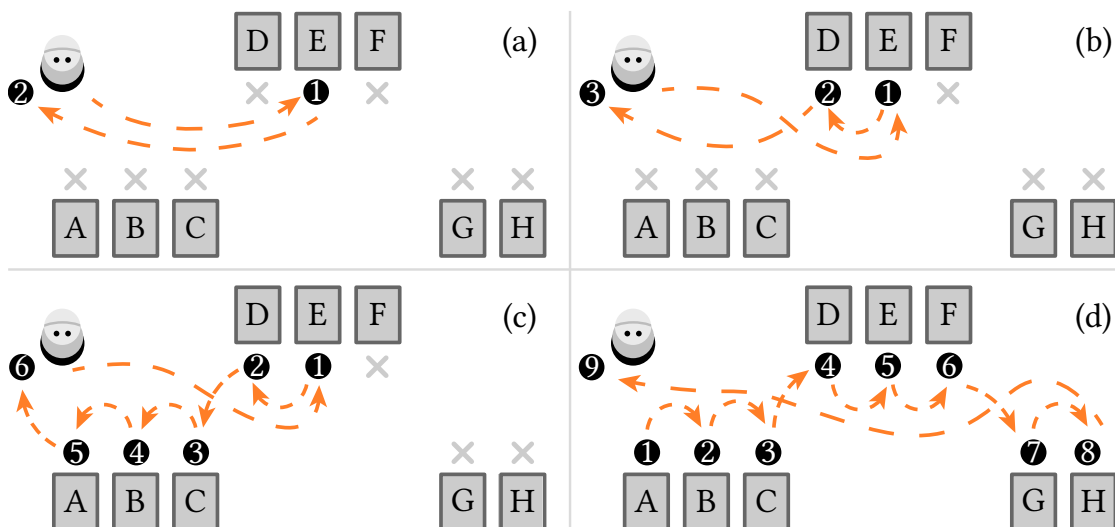 D E F (a)
2 1
A B C G H
D E F (b)
3 2 1
A B C G H
D E F (c)
6 2 1
5 4 3
A B C G H
D E F (d)
9 4 5 6
1 2 3 7 8
A B C G H